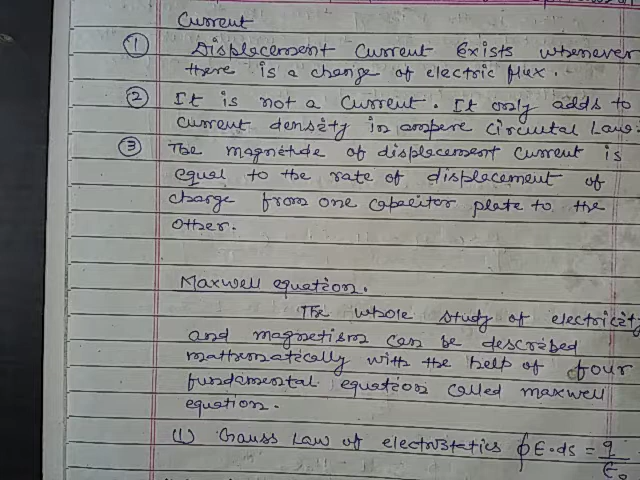 Current
① Displacement Current Exists whenever
there is a change of electric flux.
② It is not a Current. It only adds to
Current density in ampere circuital Law.
③ The magnetude of displacement Current is
equal to the rate of displacement of
charge from one capacitor plate to the
other.
Maxwell equation.
The whole study of electricity
and magnetism can be described
mathmatically with the help of four
fundamental equation called maxwell
equation.
(1) Gauss Law of electrostatics ∮E.ds = q/ε₀